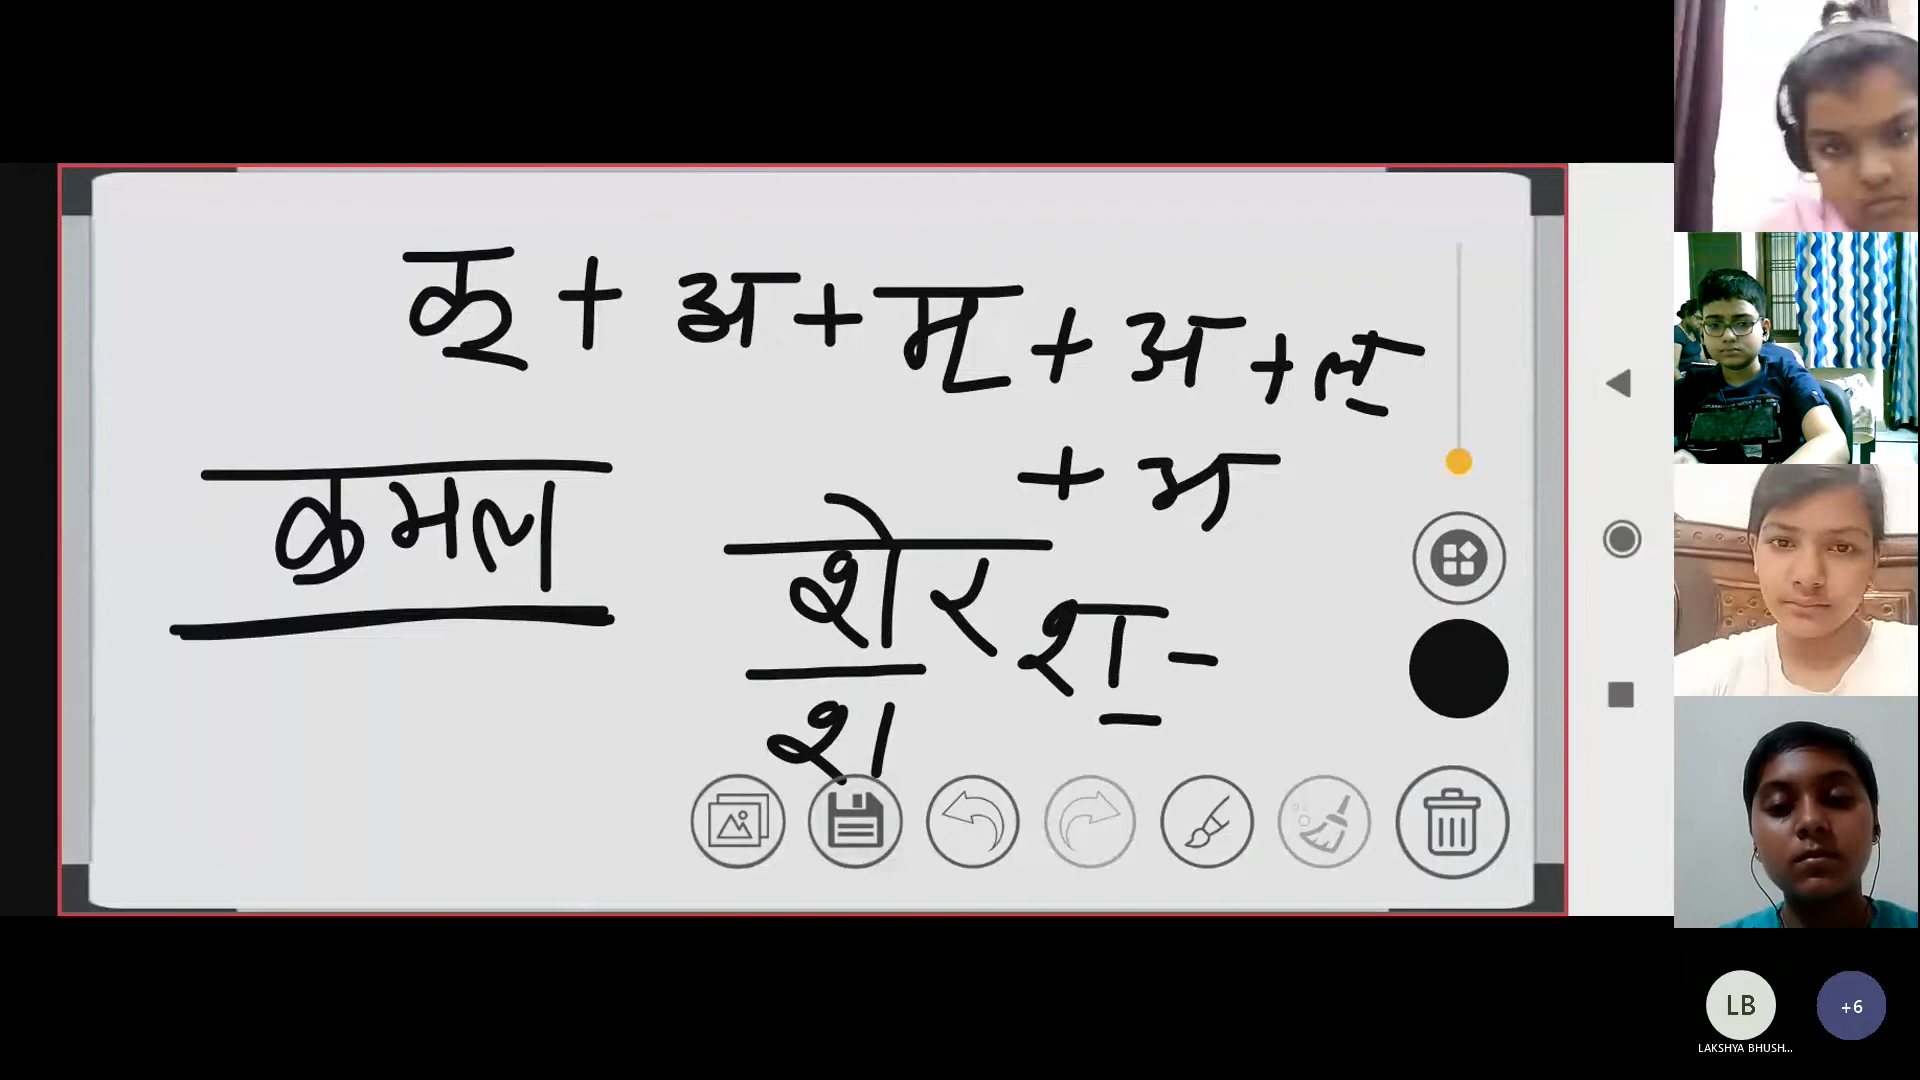 क् + अ + म् + अ + ल्
+ अ
कमल
शेर
श् -
श
LB
+6
LAKSHYA BHUSH...